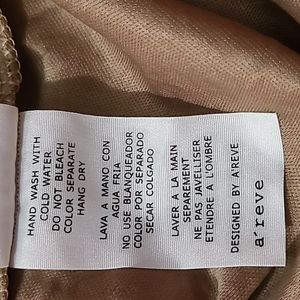 HAND WASH WITH
COLD WATER
DO NOT BLEACH
COLOR SEPARATE
HANG DRY
LAVA A MANO CON
AGUA FRIA
NO USE BLANQUEADOR
COLOR POR SEPARADO
SECAR COLGADO
LAVER A LA MAIN
SEPAREMENT
NE PAS JAVELLISER
ETENDRE A L'OMBRE
DESIGNED BY A'REVE
a'reve